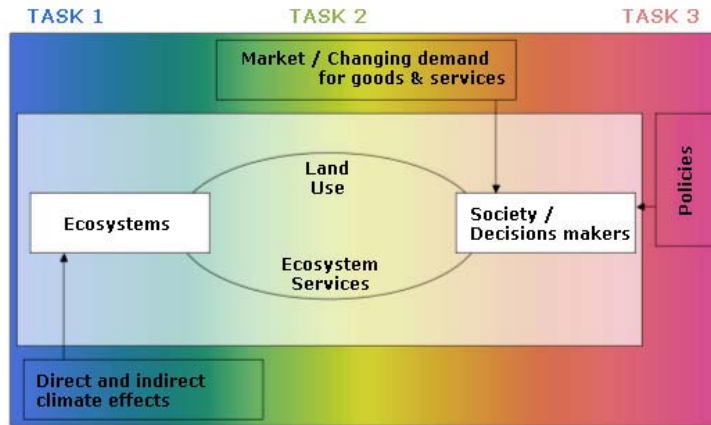 TASK 1
TASK 2
TASK 3
Market / Changing demand
for goods & services
Policies
Land
Use
Ecosystems
Society /
Decisions makers
Ecosystem
Services
Direct and indirect
climate effects